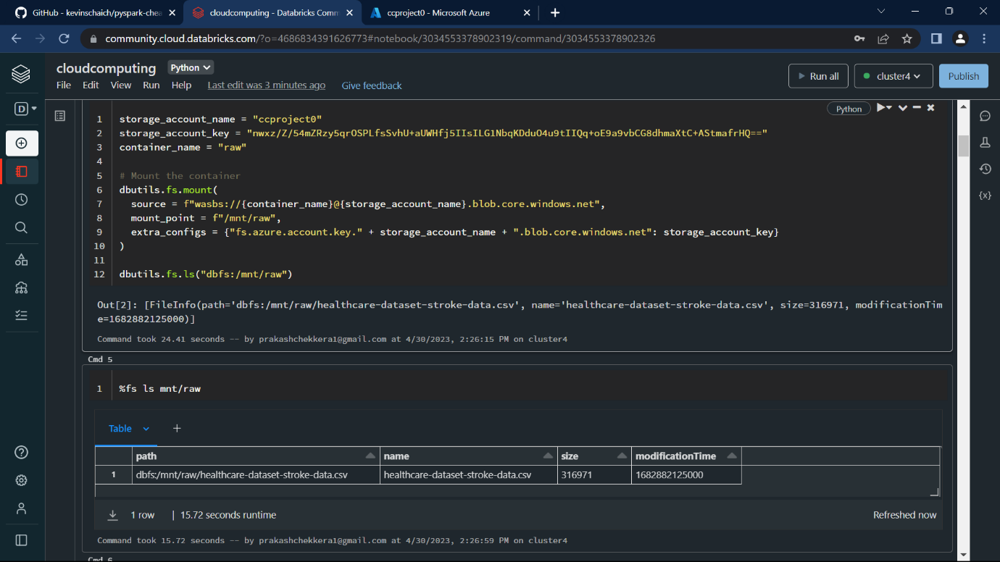 GitHub - kevinschaich/pyspark-chea
cloudcomputing - Databricks Comm
ccproject0 - Microsoft Azure
community.cloud.databricks.com/?o=4686834391626773#notebook/3034553378902319/command/3034553378902326
cloudcomputing Python
File Edit View Run Help Last edit was 3 minutes ago Give feedback
Run all cluster4 Publish
D
Python
1 storage_account_name = "ccproject0"
2 storage_account_key =
3 container_name = "raw"
4
5 # Mount the container
6 dbutils.fs.mount(
7 source = f"wasbs://{container_name}@{storage_account_name}.blob.core.windows.net",
8 mount_point = f"/mnt/raw",
9 extra_configs = {"fs.azure.account.key." + storage_account_name + ".blob.core.windows.net": storage_account_key}
10 )
11
12 dbutils.fs.ls("dbfs:/mnt/raw")
Out[2]: [FileInfo(path='dbfs:/mnt/raw/healthcare-dataset-stroke-data.csv', name='healthcare-dataset-stroke-data.csv', size=316971, modificationTim
e=1682882125000)]
Command took 24.41 seconds -- by prakashchekkera1@gmail.com at 4/30/2023, 2:26:15 PM on cluster4
Cmd 5
1 %fs ls mnt/raw
Table +
path name size modificationTime
1 dbfs:/mnt/raw/healthcare-dataset-stroke-data.csv healthcare-dataset-stroke-data.csv 316971 1682882125000
1 row | 15.72 seconds runtime Refreshed now
Command took 15.72 seconds -- by prakashchekkera1@gmail.com at 4/30/2023, 2:26:59 PM on cluster4
Cmd 6